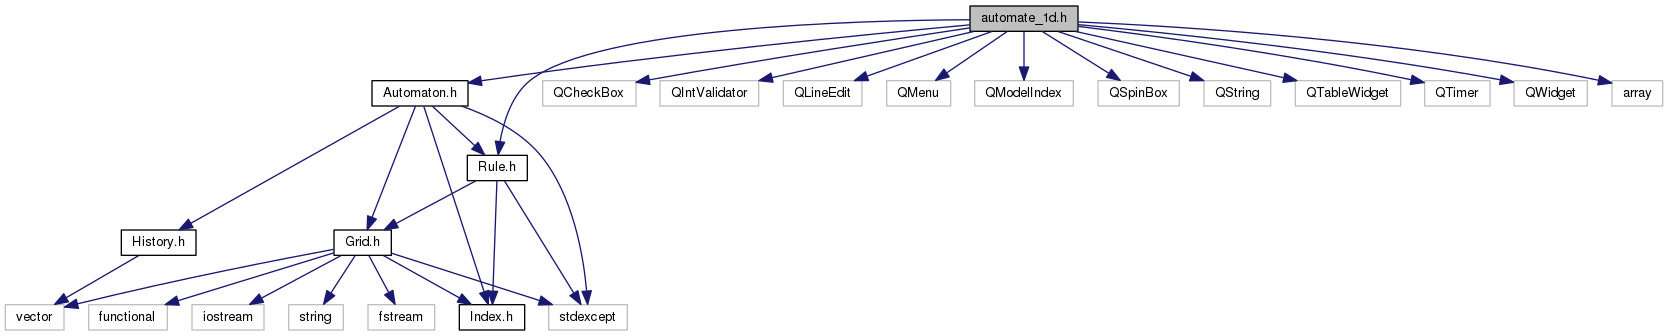 automate_1d.h
Automaton.h
QCheckBox
QIntValidator
QLineEdit
QMenu
QModelIndex
QSpinBox
QString
QTableWidget
QTimer
QWidget
array
Rule.h
History.h
Grid.h
vector
functional
iostream
string
fstream
Index.h
stdexcept